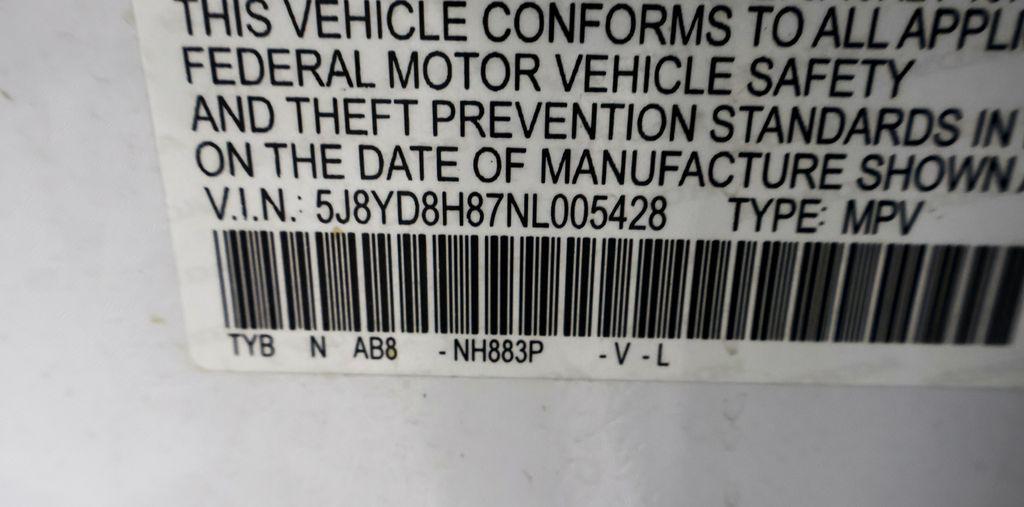 THIS VEHICLE CONFORMS TO ALL
FEDERAL MOTOR VEHICLE SAFETY
AND THEFT PREVENTION STANDARDS IN
ON THE DATE OF MANUFACTURE SHOWN
V.I.N.: 5J8YD8H87NL005428 TYPE: MPV
TYB N AB8 - NH883P - V - L